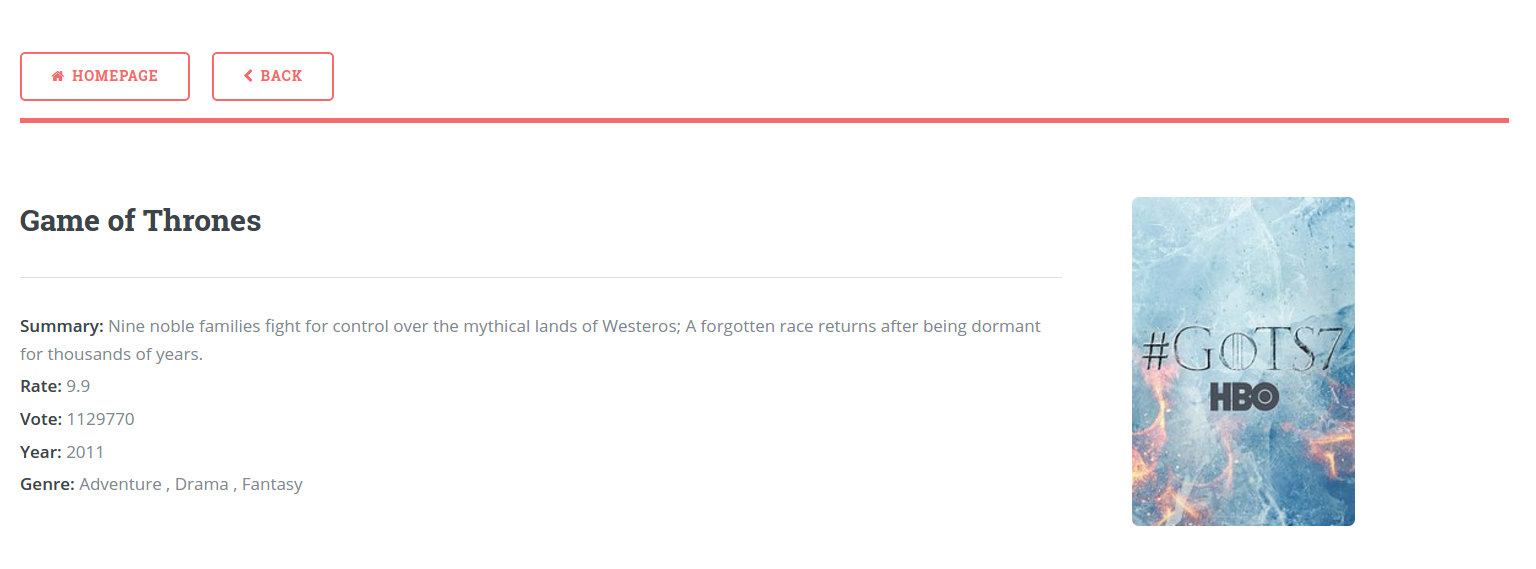 HOMEPAGE
BACK
Game of Thrones
Summary: Nine noble families fight for control over the mythical lands of Westeros; A forgotten race returns after being dormant
for thousands of years.
Rate: 9.9
Vote: 1129770
Year: 2011
Genre: Adventure , Drama , Fantasy
#GOTS7
HBO